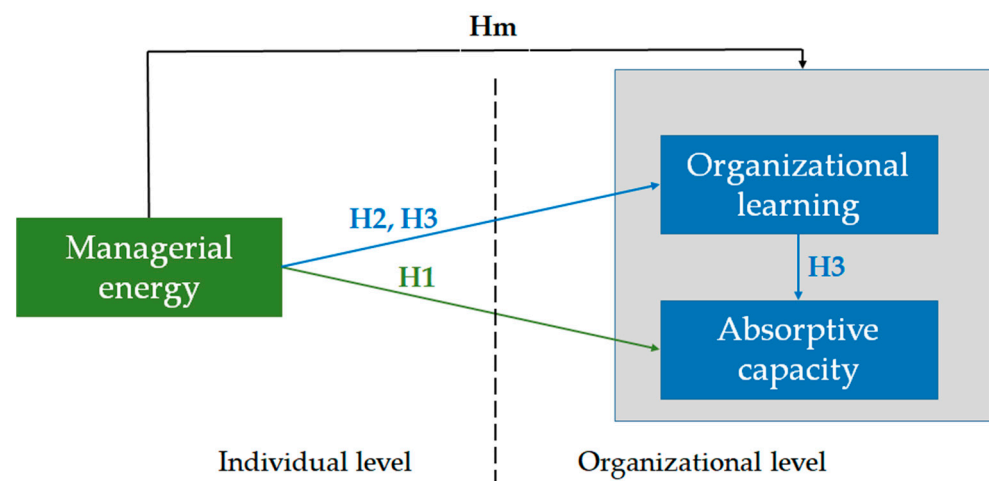 Hm
Organizational
learning
H2, H3
Managerial
energy
H1
H3
Absorptive
capacity
Individual level
Organizational level